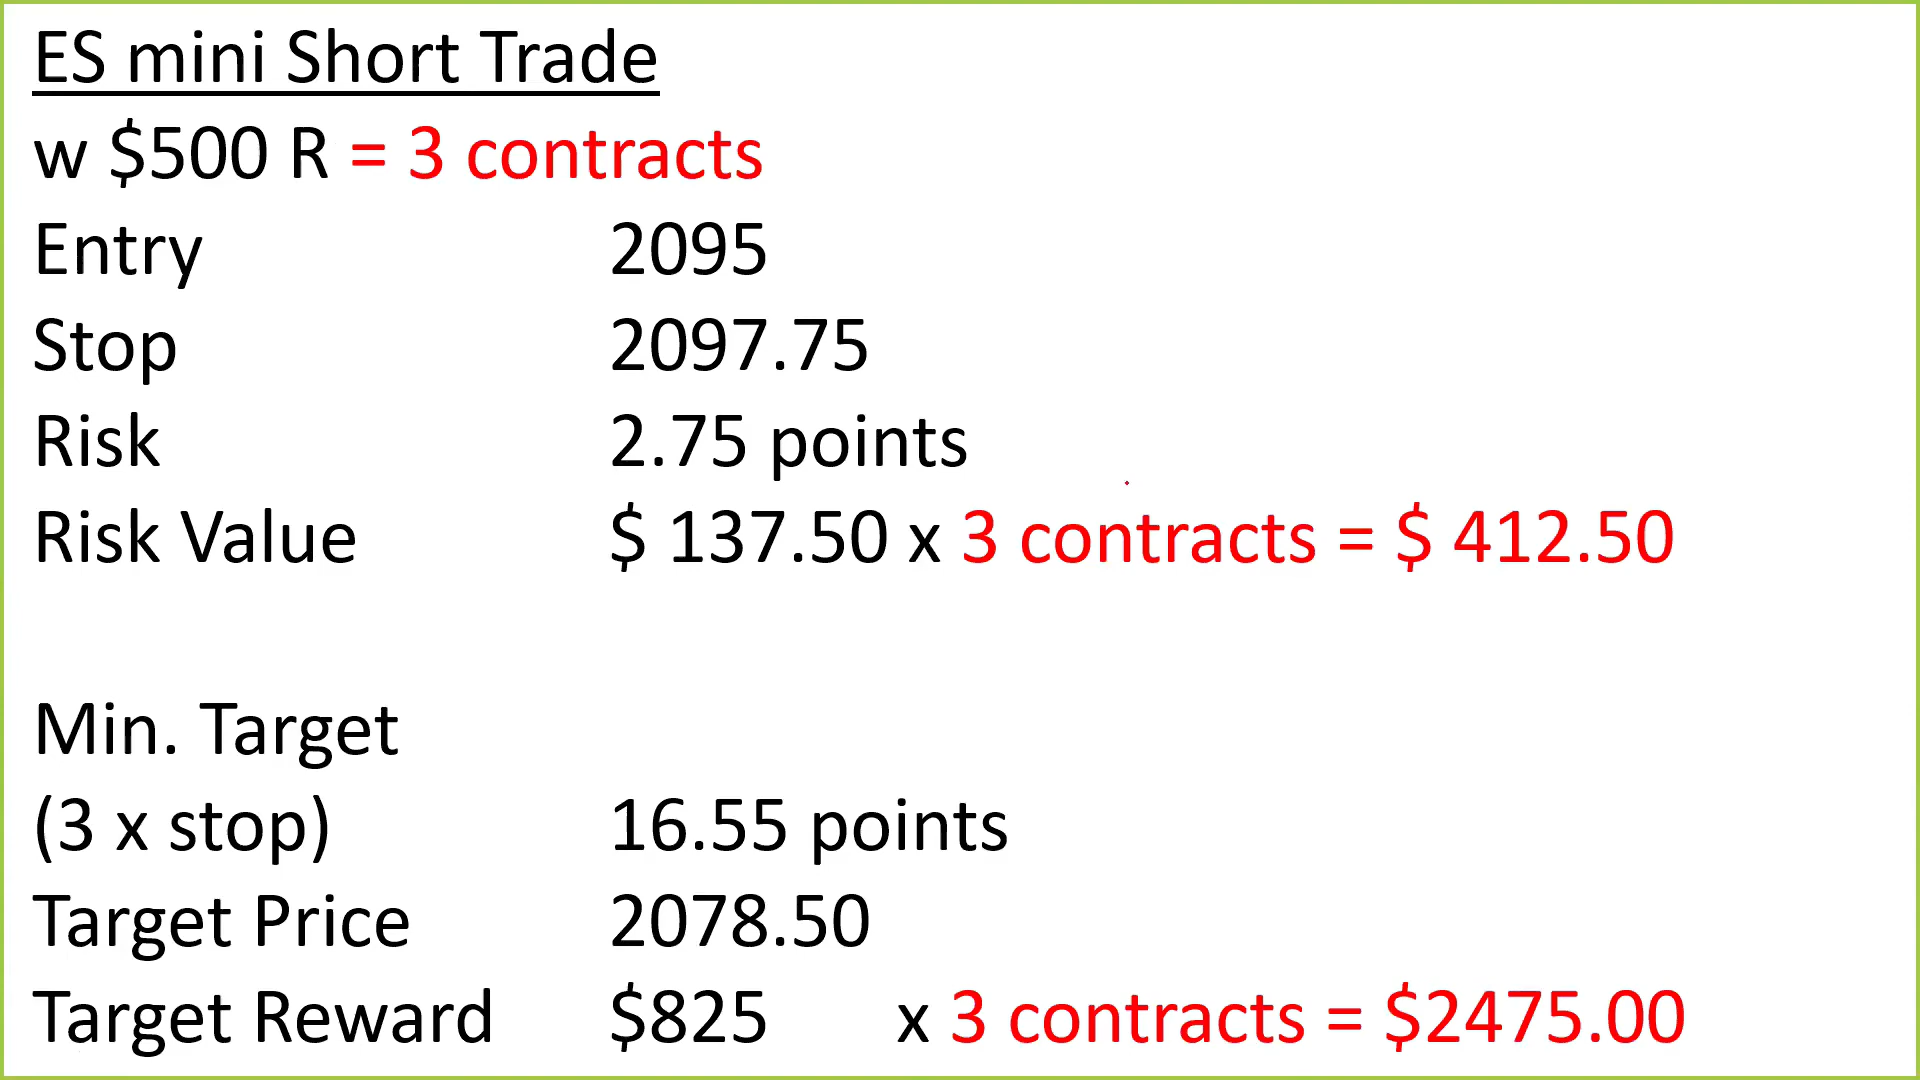 ES mini Short Trade
w $500 R = 3 contracts
Entry 2095
Stop 2097.75
Risk 2.75 points
Risk Value $ 137.50 x 3 contracts = $ 412.50
Min. Target
(3 x stop) 16.55 points
Target Price 2078.50
Target Reward $825 x 3 contracts = $2475.00